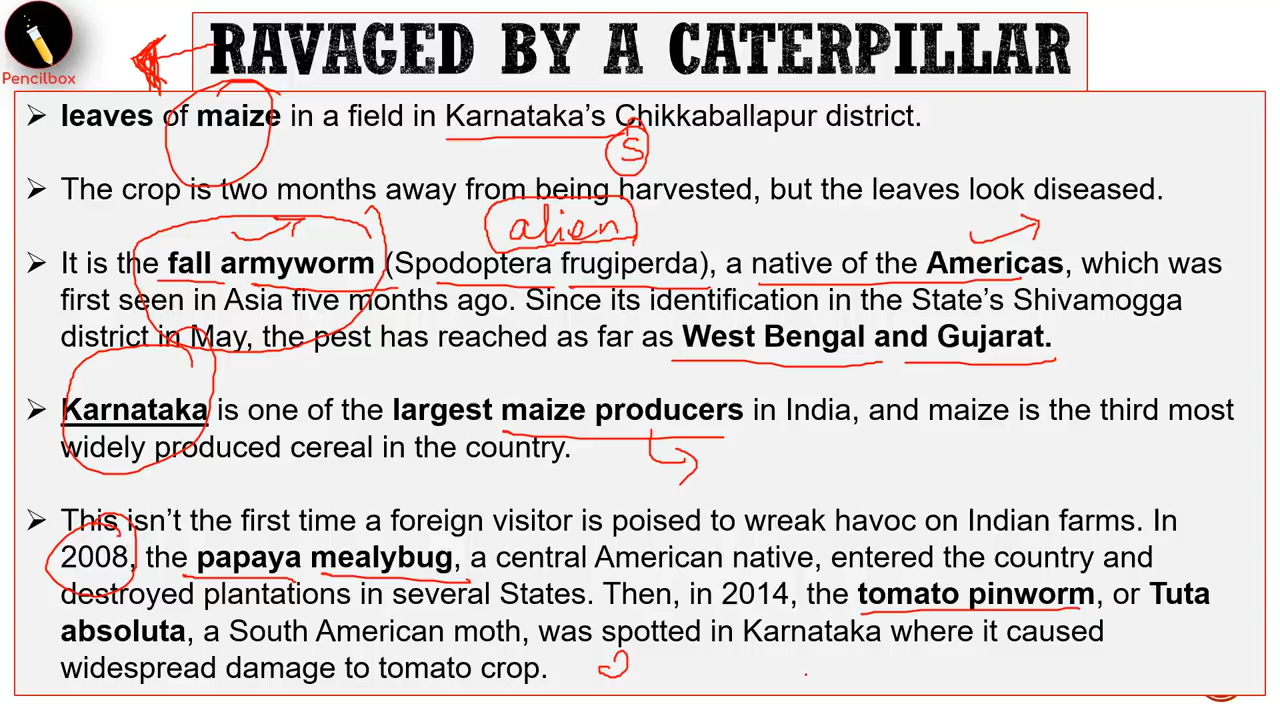 Pencilbox
RAVAGED BY A CATERPILLAR
➢ leaves of maize in a field in Karnataka's Chikkaballapur district.
S
➢ The crop is two months away from being harvested, but the leaves look diseased.
alien
➢ It is the fall armyworm (Spodoptera frugiperda), a native of the Americas, which was
first seen in Asia five months ago. Since its identification in the State's Shivamogga
district in May, the pest has reached as far as West Bengal and Gujarat.
➢ Karnataka is one of the largest maize producers in India, and maize is the third most
widely produced cereal in the country.
➢ This isn't the first time a foreign visitor is poised to wreak havoc on Indian farms. In
2008, the papaya mealybug, a central American native, entered the country and
destroyed plantations in several States. Then, in 2014, the tomato pinworm, or Tuta
absoluta, a South American moth, was spotted in Karnataka where it caused
widespread damage to tomato crop.